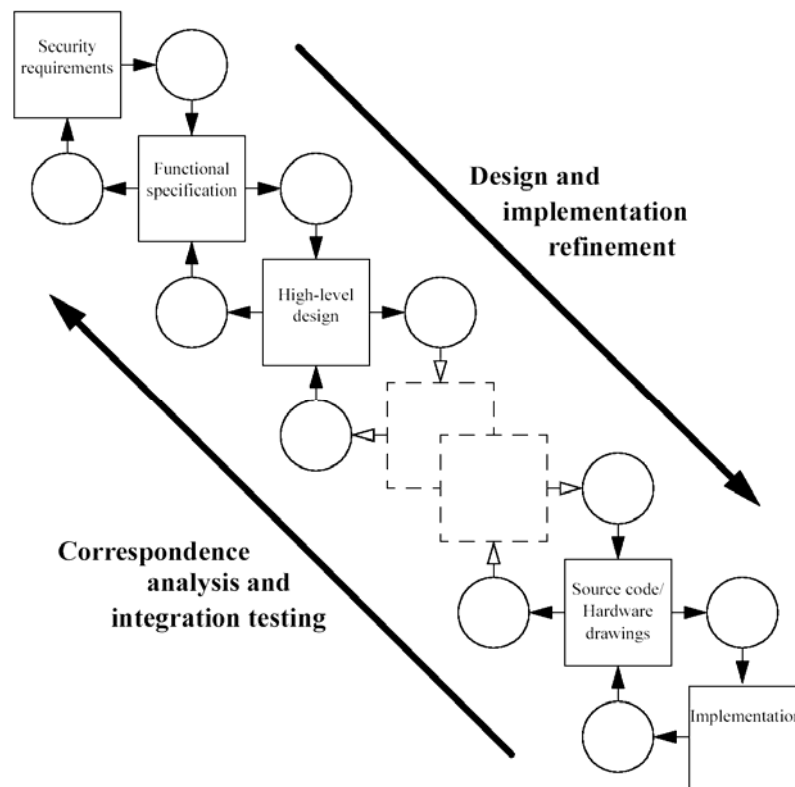 Security
requirements
Functional
specification
Design and
implementation
refinement
High-level
design
Correspondence
analysis and
integration testing
Source code/
Hardware
drawings
Implementation